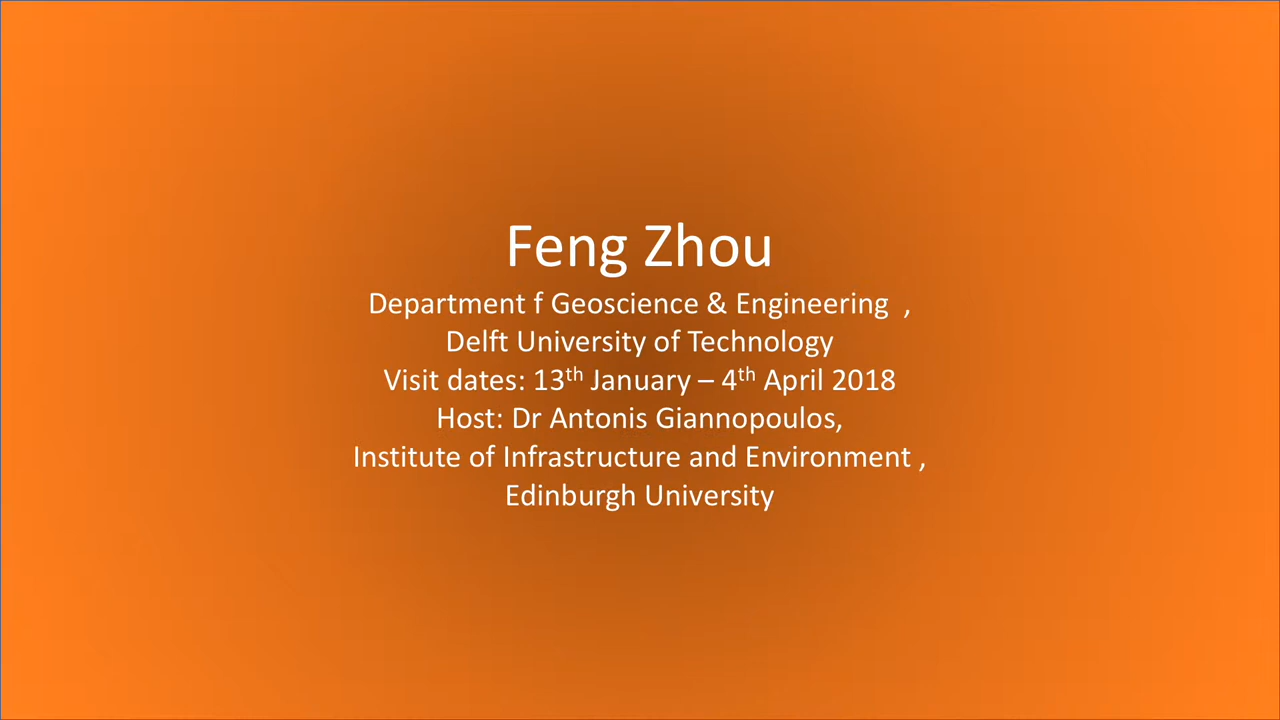 Feng Zhou
Department f Geoscience & Engineering ,
Delft University of Technology
Visit dates: 13th January – 4th April 2018
Host: Dr Antonis Giannopoulos,
Institute of Infrastructure and Environment ,
Edinburgh University